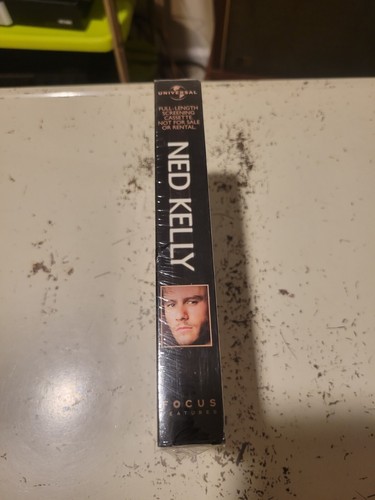 UNIVERSAL
FULL-LENGTH
SCREENING
CASSETTE.
NOT FOR SALE
OR RENTAL.
NED KELLY
FOCUS
FEATURES